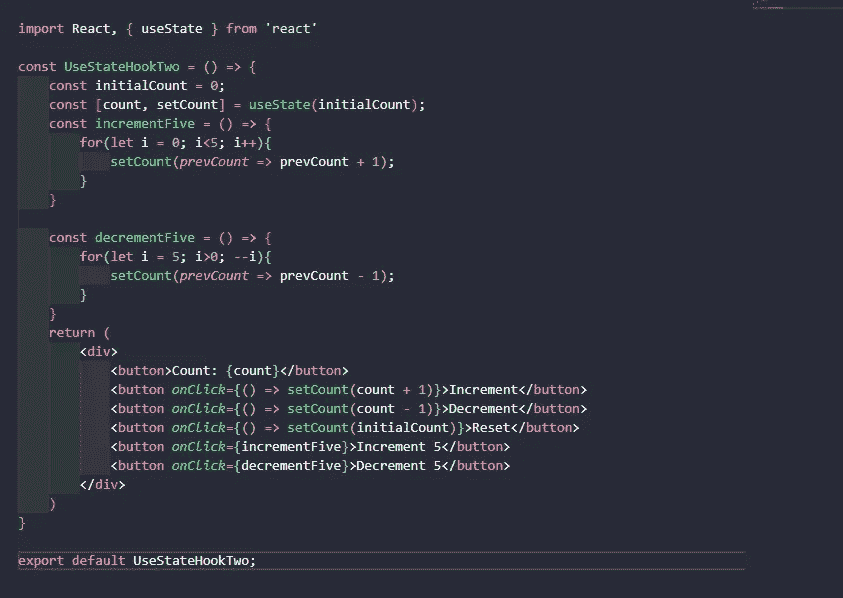 import React, { useState } from 'react'
const UseStateHookTwo = () => {
const initialCount = 0;
const [count, setCount] = useState(initialCount);
const incrementFive = () => {
for(let i = 0; i<5; i++){
setCount(prevCount => prevCount + 1);
}
}
const decrementFive = () => {
for(let i = 5; i>0; --i){
setCount(prevCount => prevCount - 1);
}
}
return (
<div>
<button>Count: {count}</button>
<button onClick={() => setCount(count + 1)}>Increment</button>
<button onClick={() => setCount(count - 1)}>Decrement</button>
<button onClick={() => setCount(initialCount)}>Reset</button>
<button onClick={incrementFive}>Increment 5</button>
<button onClick={decrementFive}>Decrement 5</button>
</div>
)
}
export default UseStateHookTwo;